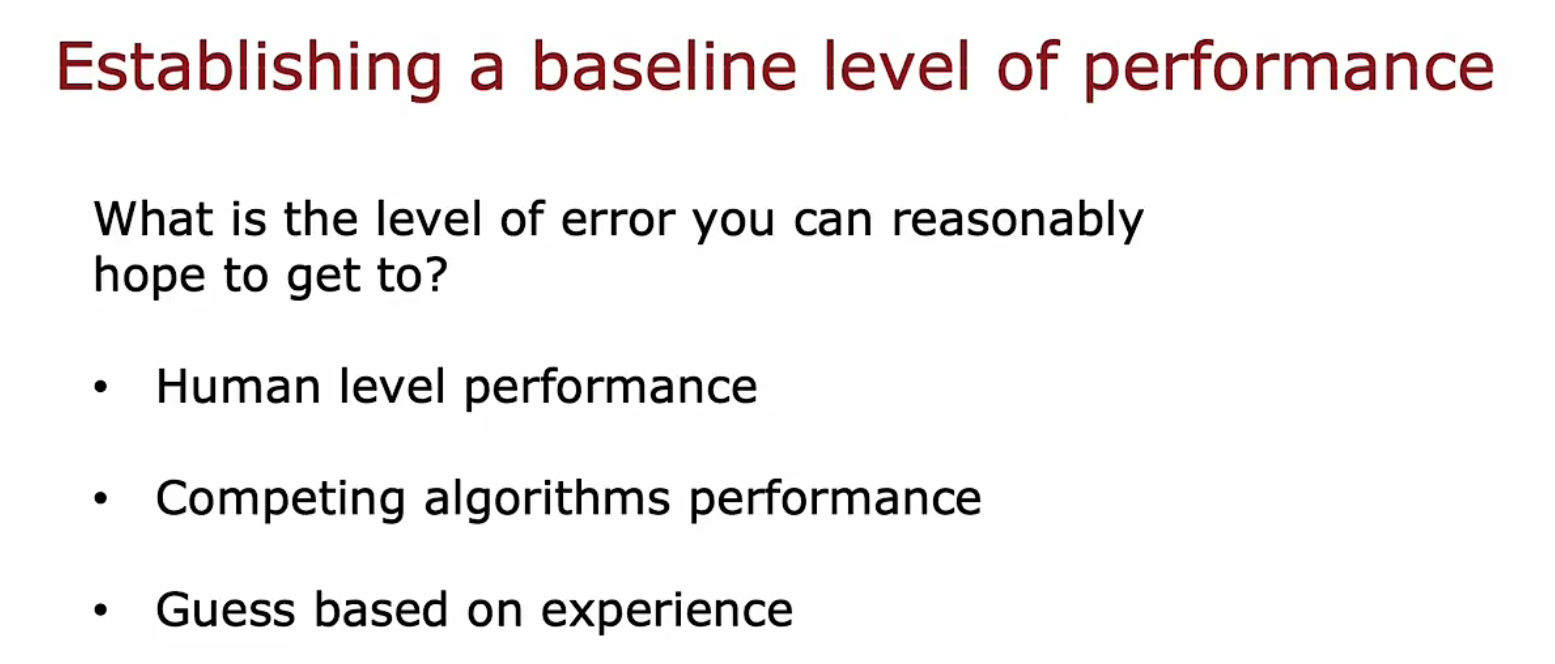 Establishing a baseline level of performance
What is the level of error you can reasonably
hope to get to?
• Human level performance
• Competing algorithms performance
• Guess based on experience